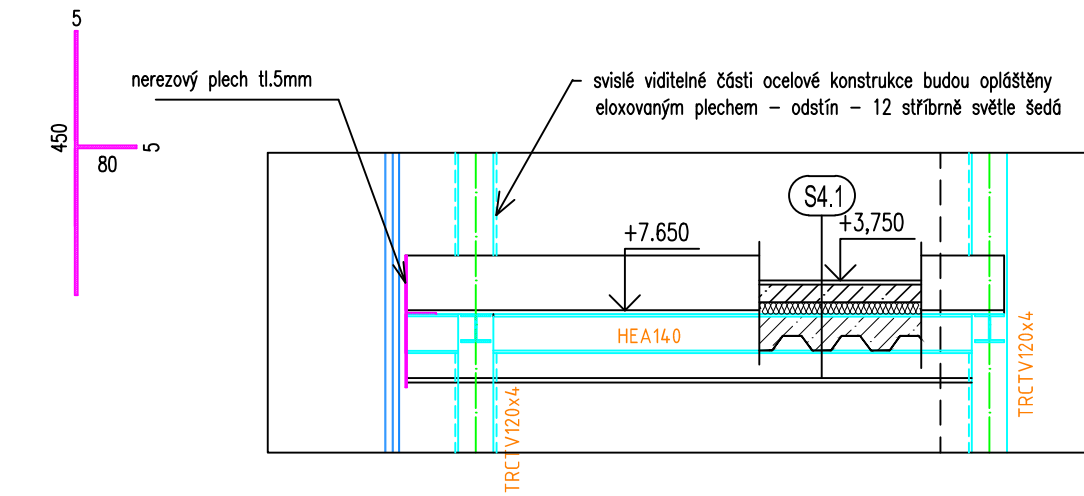 5
nerezový plech tl.5mm
svislé viditelné části ocelové konstrukce budou opláštěny
eloxovaným plechem – odstín – 12 stříbrně světle šedá
450
80
5
S4.1
+7.650
+3,750
HEA140
TRCTV120x4
TRCTV120x4